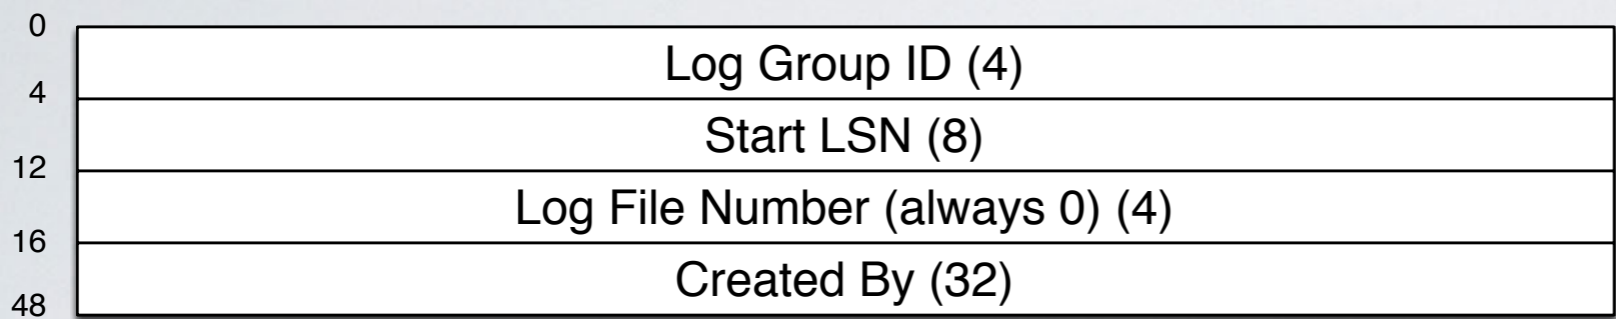 0
Log Group ID (4)
4
Start LSN (8)
12
Log File Number (always 0) (4)
16
Created By (32)
48